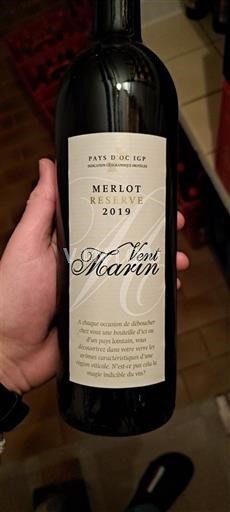 PAYS D'OC IGP
INDICATION GÉOGRAPHIQUE PROTÉGÉE
MERLOT
RESERVE
2019
Vent
Marin
A chaque occasion de déboucher
chez vous une bouteille d'ici ou
d'un pays lointain, vous
découvrirez dans votre verre les
arômes caractéristiques d'une
région viticole. N'est-ce pas cela la
magie indicible du vin?